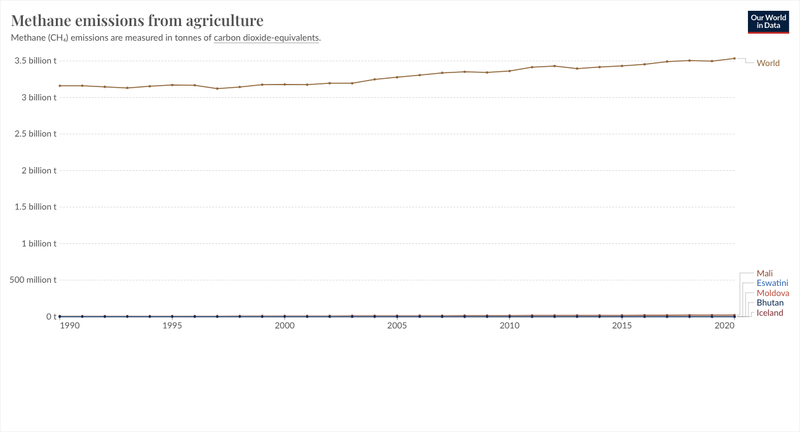 Methane emissions from agriculture
Our World
in Data
Methane (CH₄) emissions are measured in tonnes of carbon dioxide-equivalents.
3.5 billion t
World
3 billion t
2.5 billion t
2 billion t
1.5 billion t
1 billion t
500 million t
0 t
Mali
Eswatini
Moldova
Bhutan
Iceland
1990
1995
2000
2005
2010
2015
2020